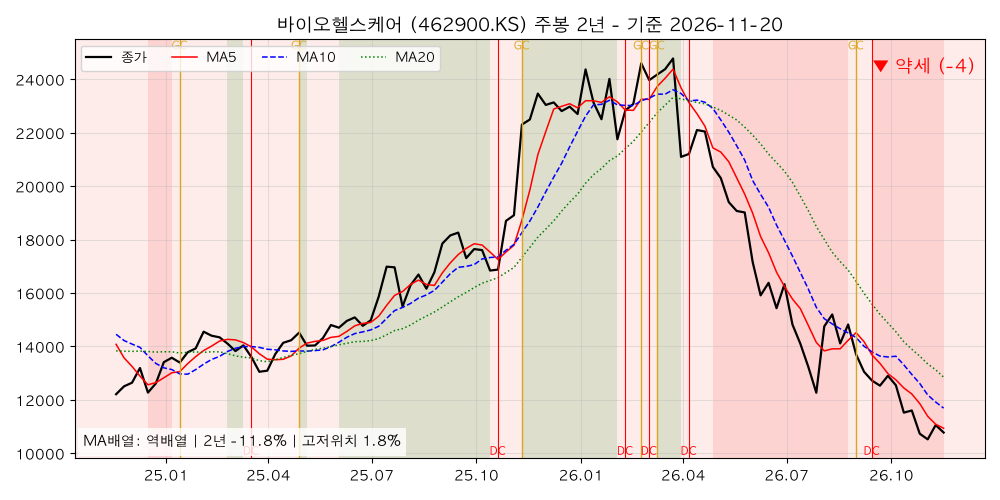 바이오헬스케어 (462900.KS) 주봉 2년 - 기준 2026-11-20
GC GC GC GC GC GC
종가 MA5 MA10 MA20
▼ 약세 (-4)
24000
22000
20000
18000
16000
14000
12000
10000
MA배열: 역배열 | 2년 -11.8% | 고저위치 1.8%
DC DC DC DC DC DC
25.01 25.04 25.07 25.10 26.01 26.04 26.07 26.10